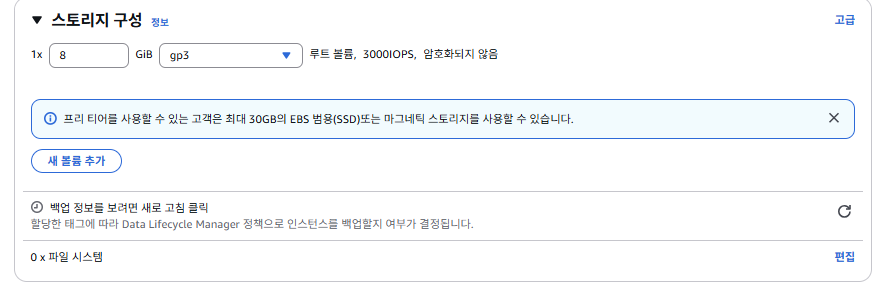 스토리지 구성 정보 고급
1x 8 GiB gp3 루트 볼륨, 3000IOPS, 암호화되지 않음
프리 티어를 사용할 수 있는 고객은 최대 30GB의 EBS 범용(SSD)또는 마그네틱 스토리지를 사용할 수 있습니다.
새 볼륨 추가
백업 정보를 보려면 새로 고침 클릭
할당한 태그에 따라 Data Lifecycle Manager 정책으로 인스턴스를 백업할지 여부가 결정됩니다.
0 x 파일 시스템 편집